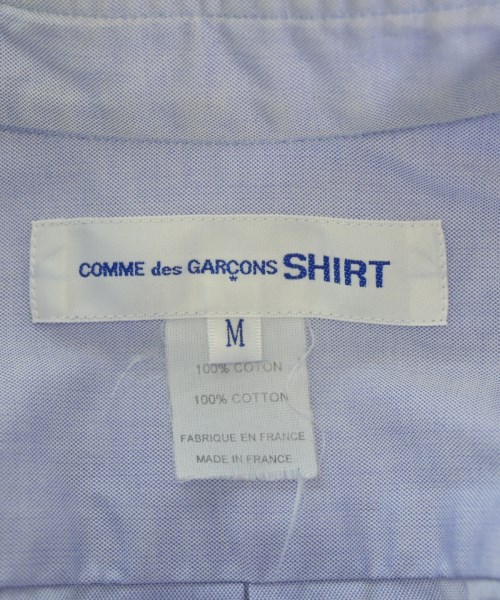 COMME des GARÇONS SHIRT
M
100% COTON
100% COTTON
FABRIQUE EN FRANCE
MADE IN FRANCE